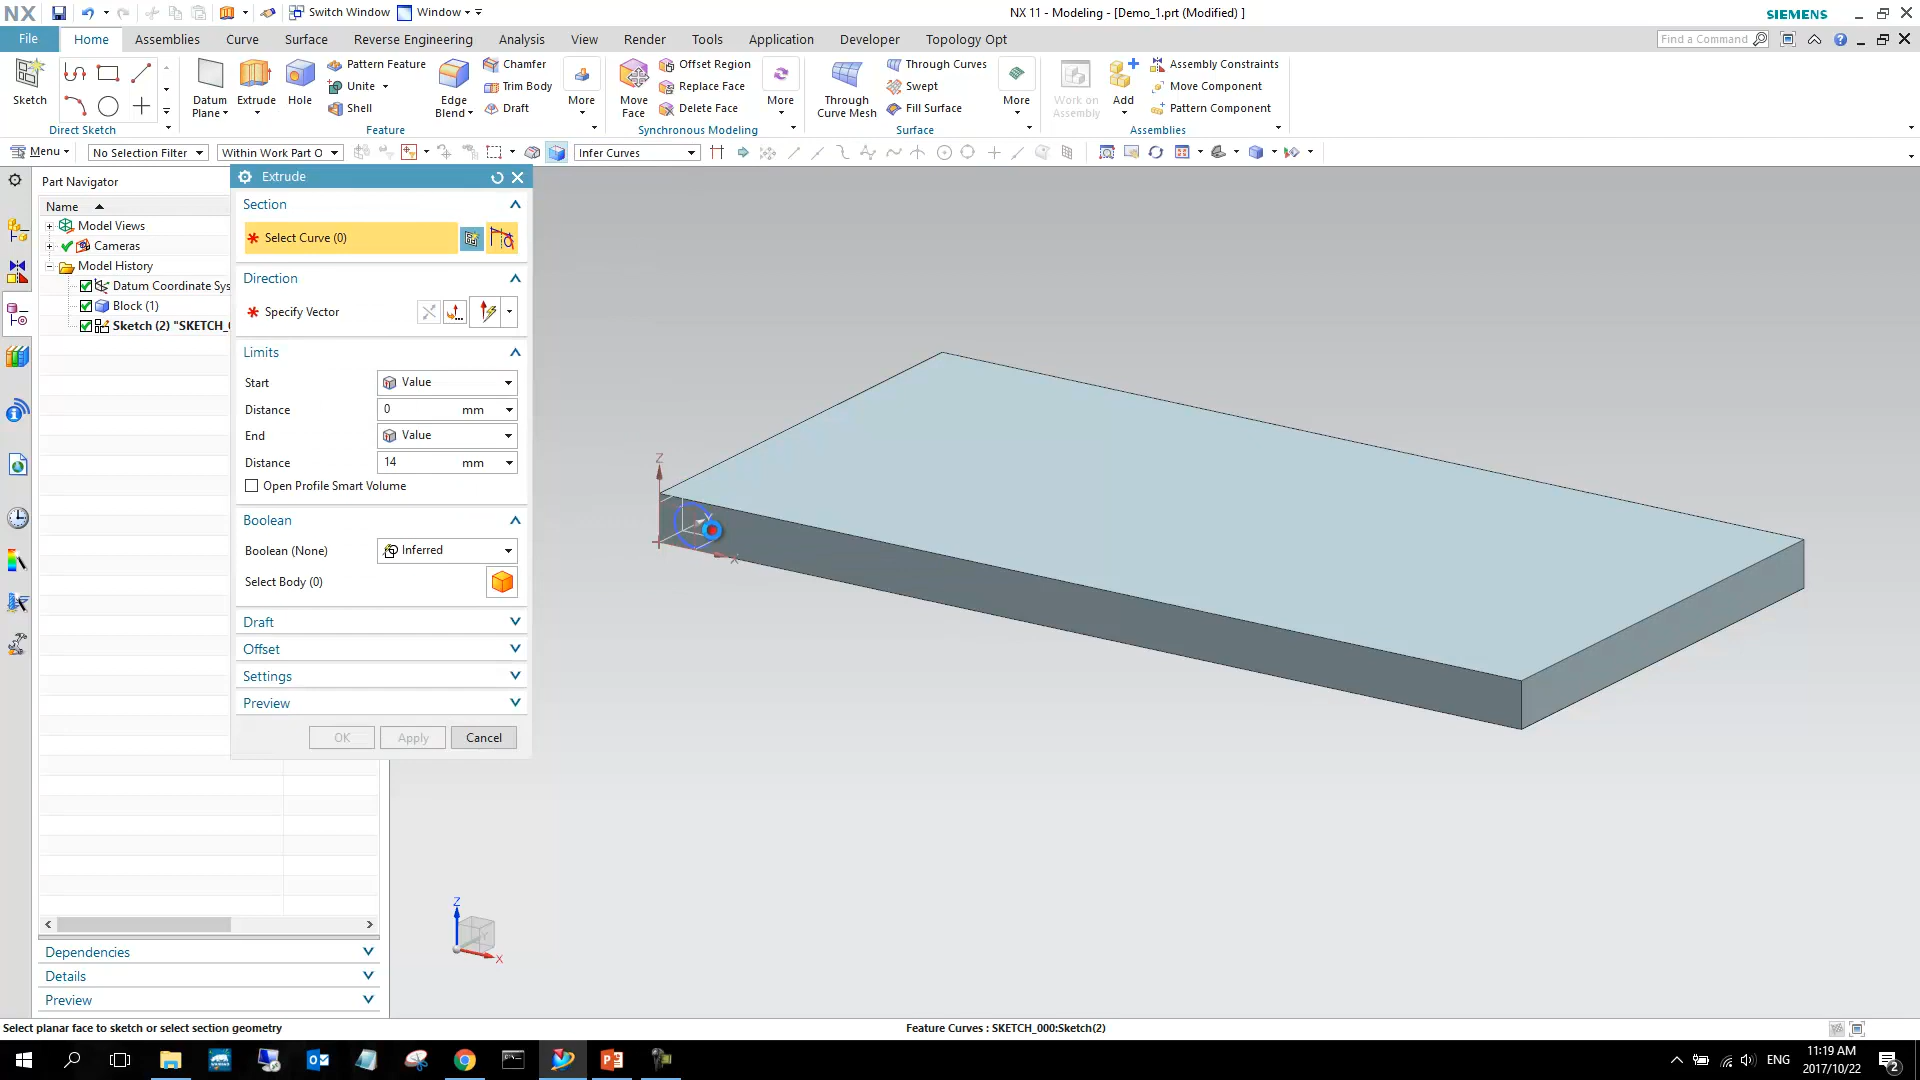 NX
Switch Window
Window
NX 11 - Modeling - [Demo_1.prt (Modified) ]
SIEMENS
File
Home
Assemblies
Curve
Surface
Reverse Engineering
Analysis
View
Render
Tools
Application
Developer
Topology Opt
Find a Command
Sketch
Direct Sketch
Datum Plane
Extrude
Hole
Pattern Feature
Unite
Shell
Edge Blend
Chamfer
Trim Body
Draft
More
Feature
Move Face
Offset Region
Replace Face
Delete Face
More
Synchronous Modeling
Through Curve Mesh
Through Curves
Swept
Fill Surface
More
Surface
Work on Assembly
Add
Assembly Constraints
Move Component
Pattern Component
Assemblies
Menu
No Selection Filter
Within Work Part O
Infer Curves
Part Navigator
Name
Model Views
Cameras
Model History
Datum Coordinate Sys
Block (1)
Sketch (2) "SKETCH_0
Extrude
Section
* Select Curve (0)
Direction
* Specify Vector
Limits
Start
Value
Distance
0 mm
End
Value
Distance
14 mm
Open Profile Smart Volume
Boolean
Boolean (None)
Inferred
Select Body (0)
Draft
Offset
Settings
Preview
OK
Apply
Cancel
Z
Y
X
Z
X
Dependencies
Details
Preview
Select planar face to sketch or select section geometry
Feature Curves : SKETCH_000:Sketch(2)
ENG
11:19 AM
2017/10/22
2